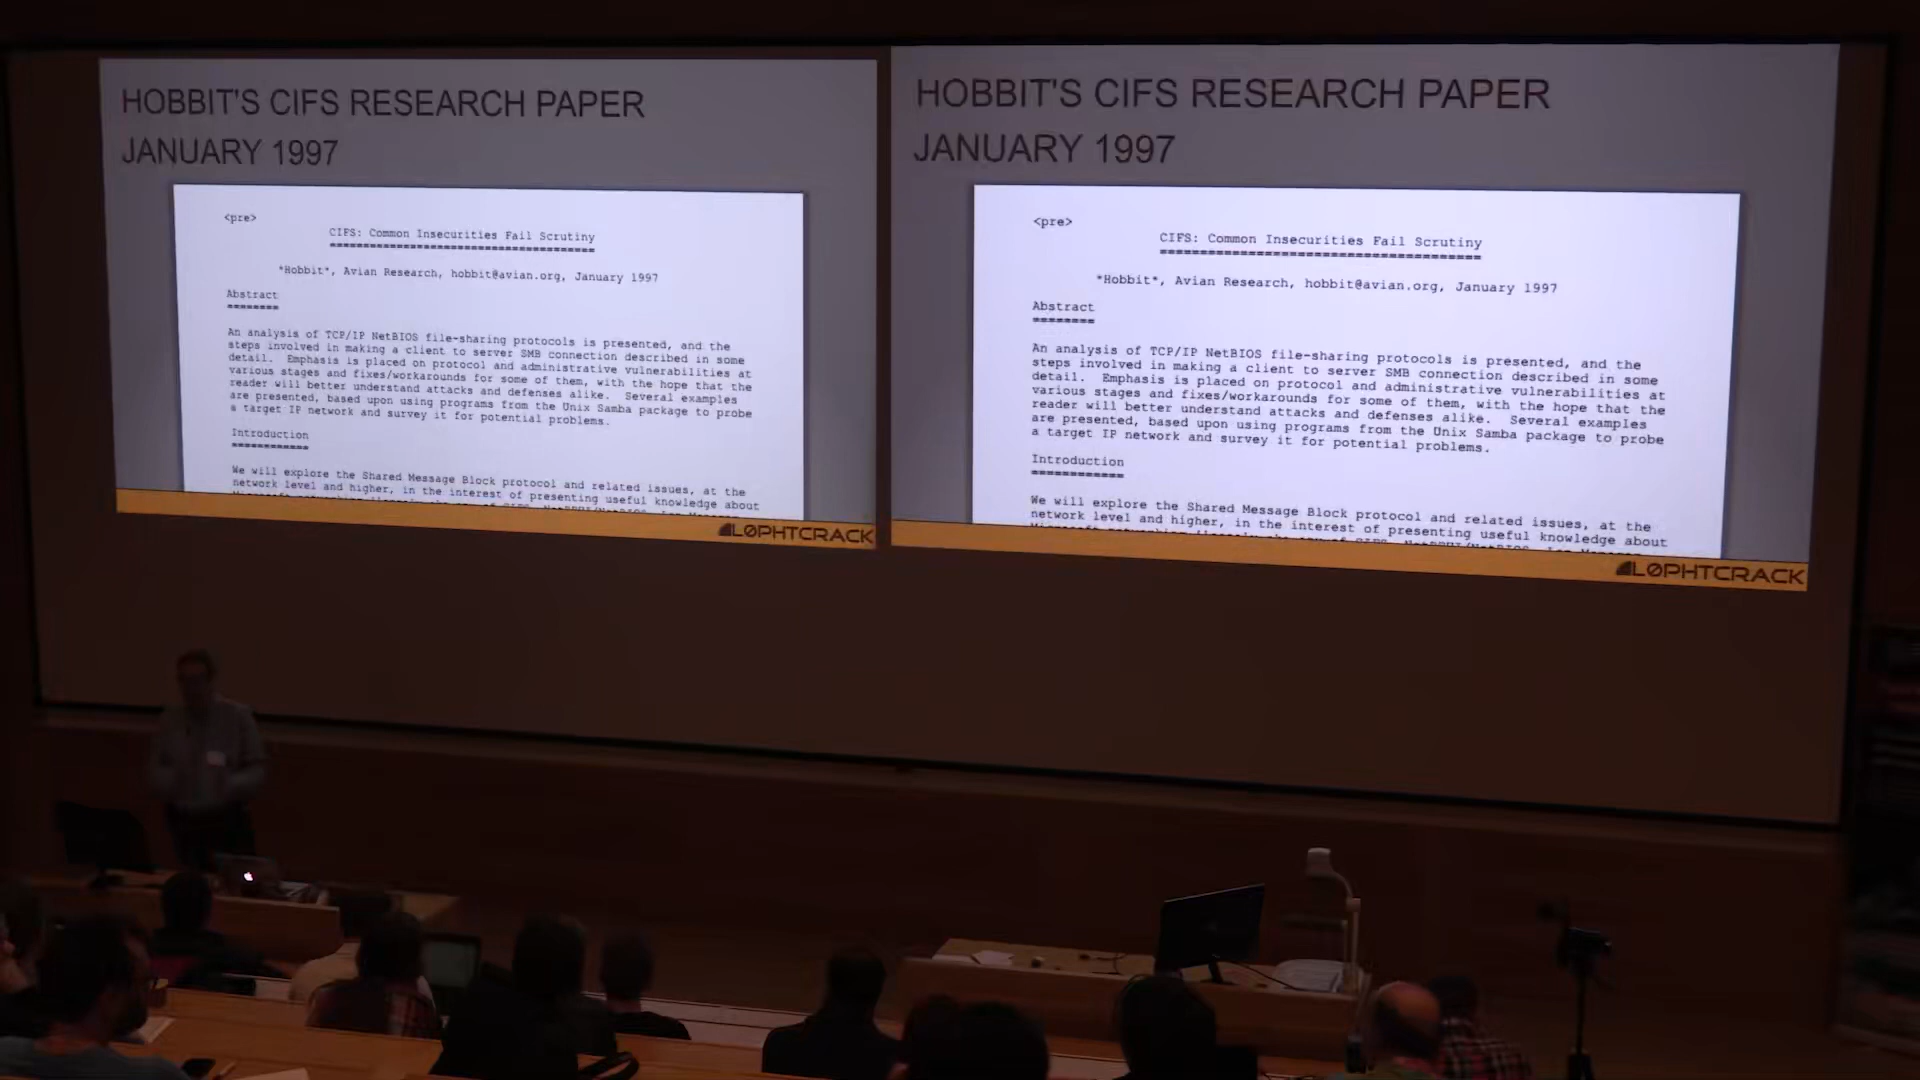 HOBBIT'S CIFS RESEARCH PAPER
JANUARY 1997
<pre>
CIFS: Common Insecurities Fail Scrutiny
=====================================
*Hobbit*, Avian Research, hobbit@avian.org, January 1997
Abstract
========
An analysis of TCP/IP NetBIOS file-sharing protocols is presented, and the
steps involved in making a client to server SMB connection described in some
detail.  Emphasis is placed on protocol and administrative vulnerabilities at
various stages and fixes/workarounds for some of them, with the hope that the
reader will better understand attacks and defenses alike.  Several examples
are presented, based upon using programs from the Unix Samba package to probe
a target IP network and survey it for potential problems.
Introduction
============
We will explore the Shared Message Block protocol and related issues, at the
network level and higher, in the interest of presenting useful knowledge about
L0PHTCRACK
HOBBIT'S CIFS RESEARCH PAPER
JANUARY 1997
<pre>
CIFS: Common Insecurities Fail Scrutiny
=====================================
*Hobbit*, Avian Research, hobbit@avian.org, January 1997
Abstract
========
An analysis of TCP/IP NetBIOS file-sharing protocols is presented, and the
steps involved in making a client to server SMB connection described in some
detail.  Emphasis is placed on protocol and administrative vulnerabilities at
various stages and fixes/workarounds for some of them, with the hope that the
reader will better understand attacks and defenses alike.  Several examples
are presented, based upon using programs from the Unix Samba package to probe
a target IP network and survey it for potential problems.
Introduction
============
We will explore the Shared Message Block protocol and related issues, at the
network level and higher, in the interest of presenting useful knowledge about
L0PHTCRACK